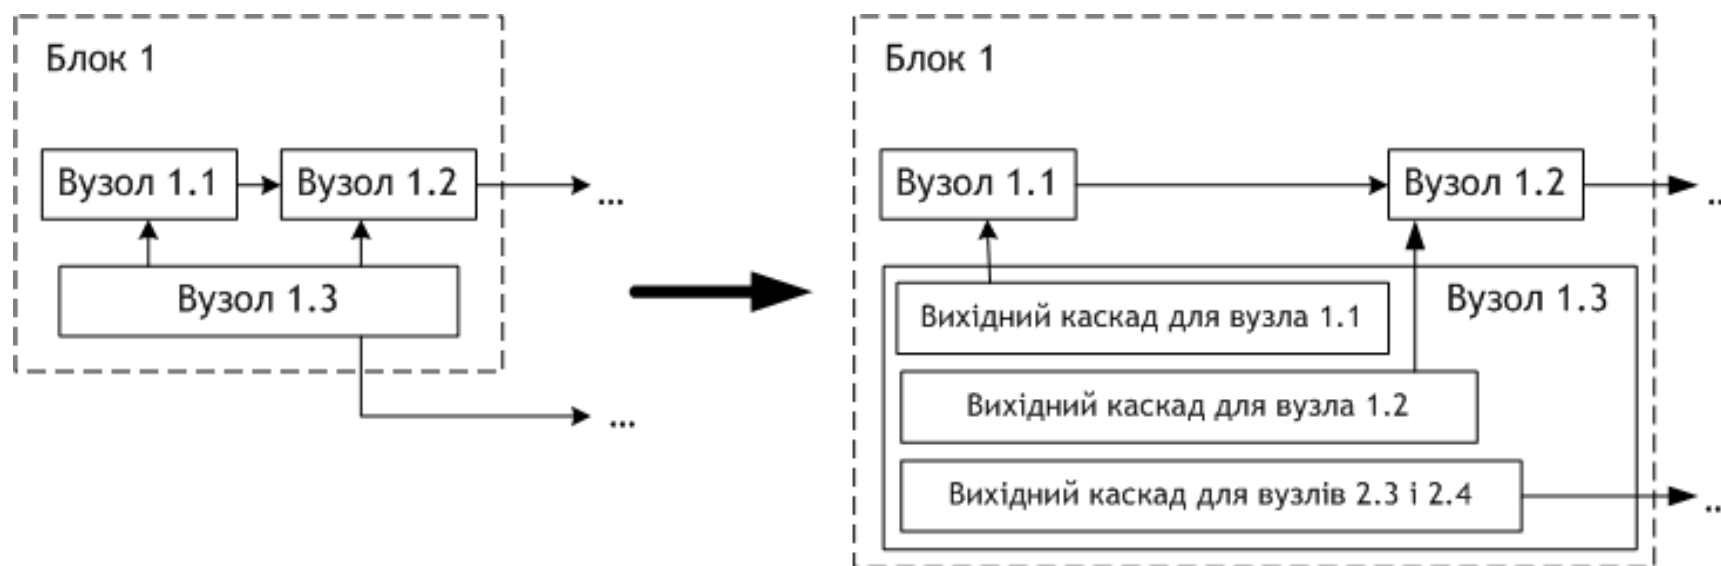 Блок 1
Вузол 1.1
Вузол 1.2
...
Вузол 1.3
...
Блок 1
Вузол 1.1
Вузол 1.2
..
Вузол 1.3
Вихідний каскад для вузла 1.1
Вихідний каскад для вузла 1.2
Вихідний каскад для вузлів 2.3 і 2.4
..